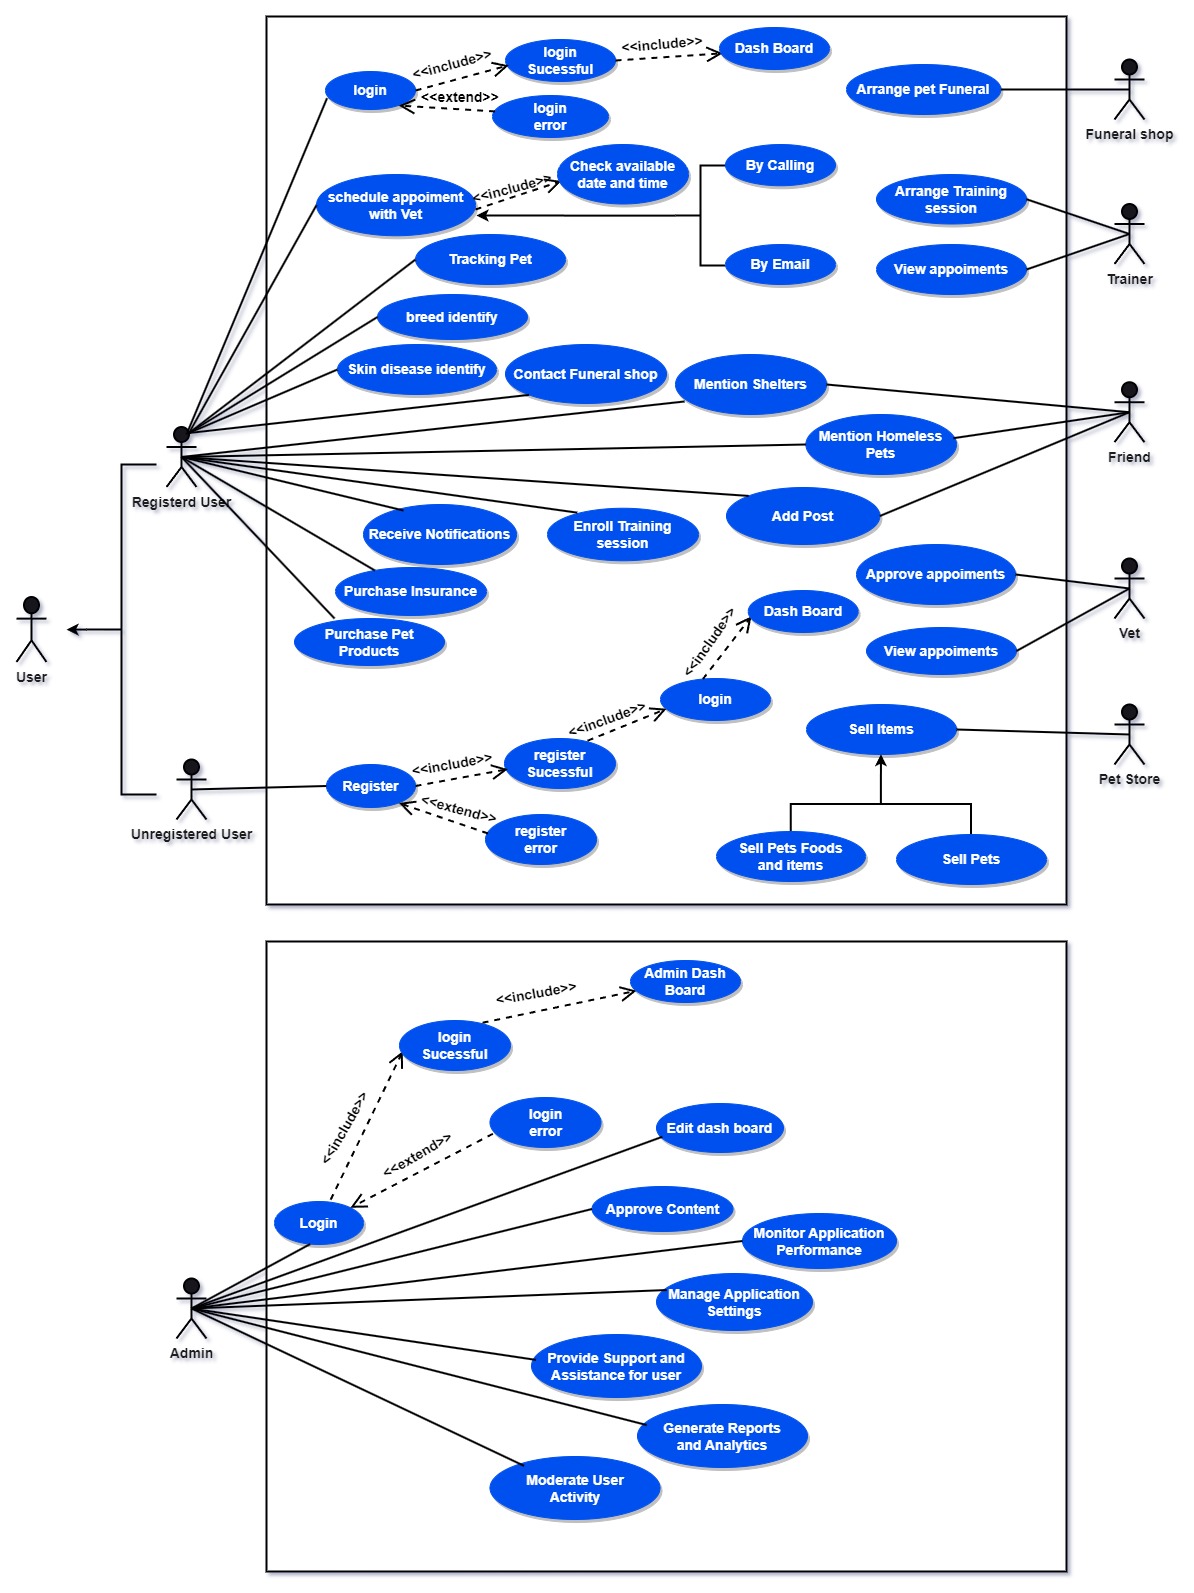 <<include>>
login
Sucessful
<<include>>
Dash Board
login
<<extend>>
login
error
Arrange pet Funeral
Funeral shop
schedule appoiment
with Vet
<<include>>
Check available
date and time
By Calling
By Email
Arrange Training
session
View appoiments
Trainer
Tracking Pet
breed identify
Skin disease identify
Contact Funeral shop
Mention Shelters
Mention Homeless
Pets
Friend
Registerd User
Add Post
Receive Notifications
Enroll Training
session
Purchase Insurance
Purchase Pet
Products
Approve appoiments
View appoiments
Vet
User
<<include>>
Dash Board
login
<<include>>
register
Sucessful
<<include>>
Register
<<extend>>
register
error
Unregistered User
Sell Items
Pet Store
Sell Pets Foods
and items
Sell Pets
Admin Dash
Board
<<include>>
login
Sucessful
<<include>>
login
error
<<extend>>
Login
Edit dash board
Approve Content
Monitor Application
Performance
Manage Application
Settings
Admin
Provide Support and
Assistance for user
Generate Reports
and Analytics
Moderate User
Activity